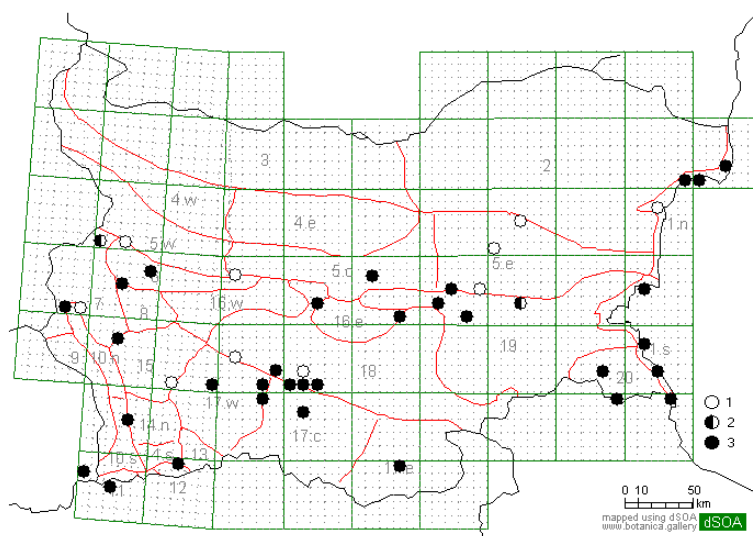 3
2
4.w
4.e
1.n
5.w
5.c
5.e
7
8
16.w
16.e
1.s
9
10.n
15
18
19
20
17.w
14.n
17.c
10.s
13
11
12
1
2
3
0 10 50
km
mapped using dSOA
www.botanica.gallery
dSOA